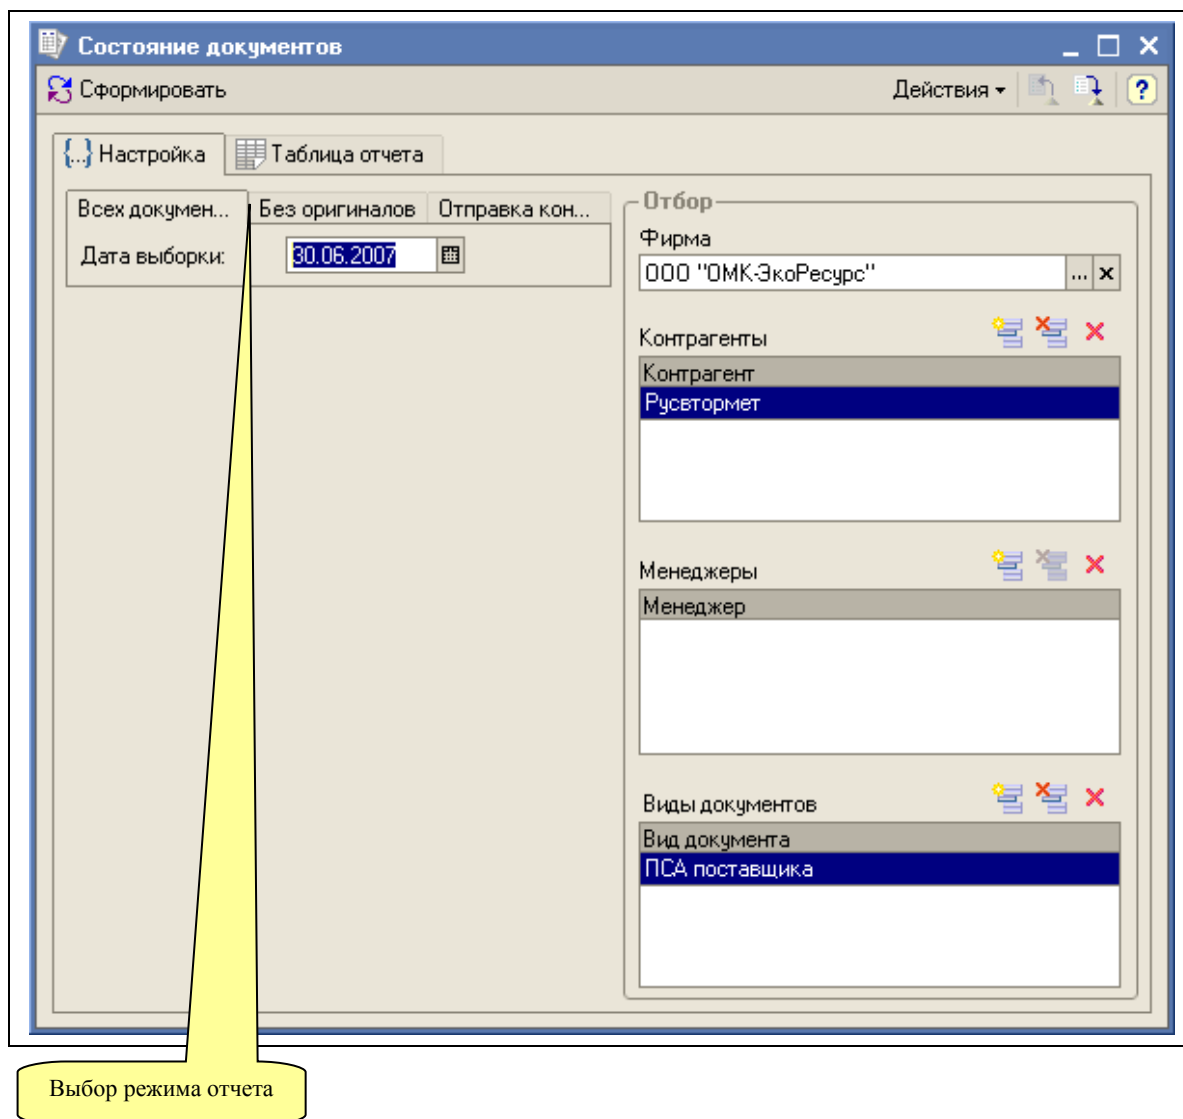 Состояние документов
Сформировать
Действия
?
{...} Настройка
Таблица отчета
Всех докумен...
Без оригиналов
Отправка кон...
Дата выборки:
30.06.2007
Отбор
Фирма
ООО "ОМК-ЭкоРесурс"
...
Контрагенты
Контрагент
Русвтормет
Менеджеры
Менеджер
Виды документов
Вид документа
ПСА поставщика
Выбор режима отчета